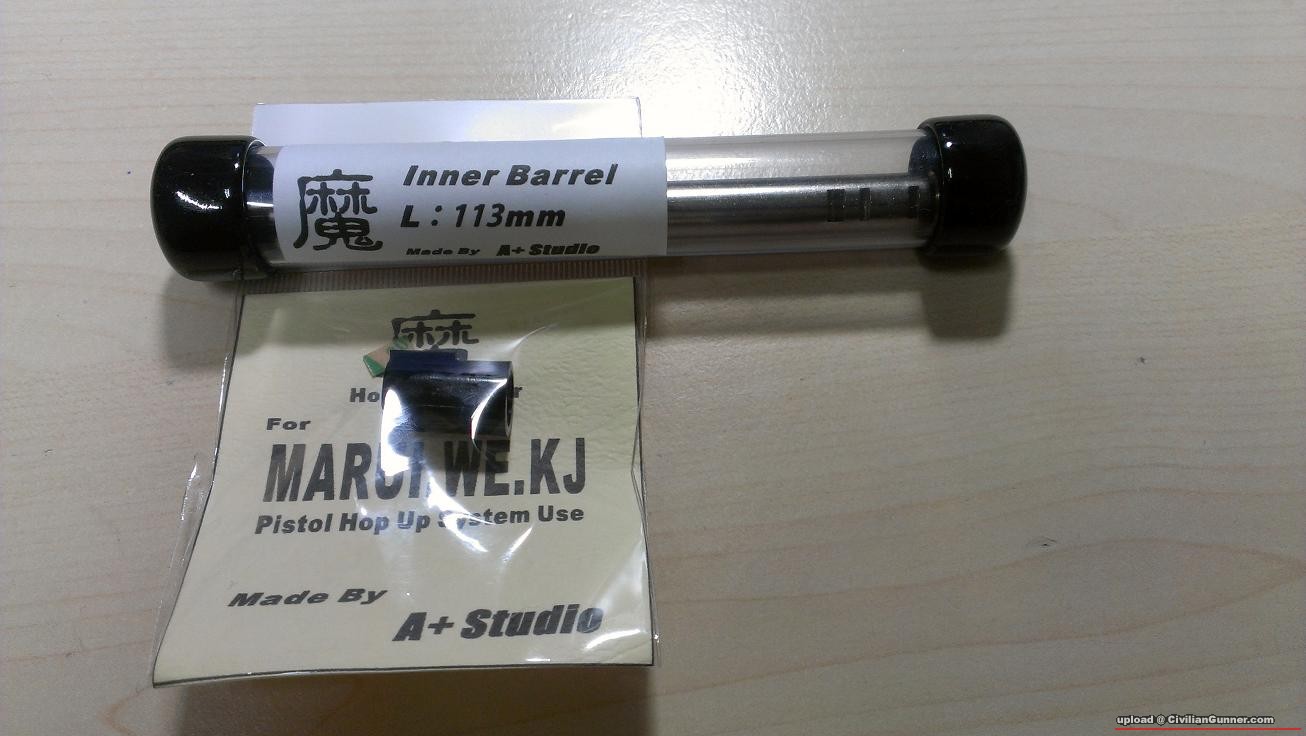 魔
Inner Barrel
L : 113mm
Made By A+ Studio
魔
For
MARUI.WE.KJ
Pistol Hop Up System Use
Made By
A+ Studio
upload @ CivilianGunner.com